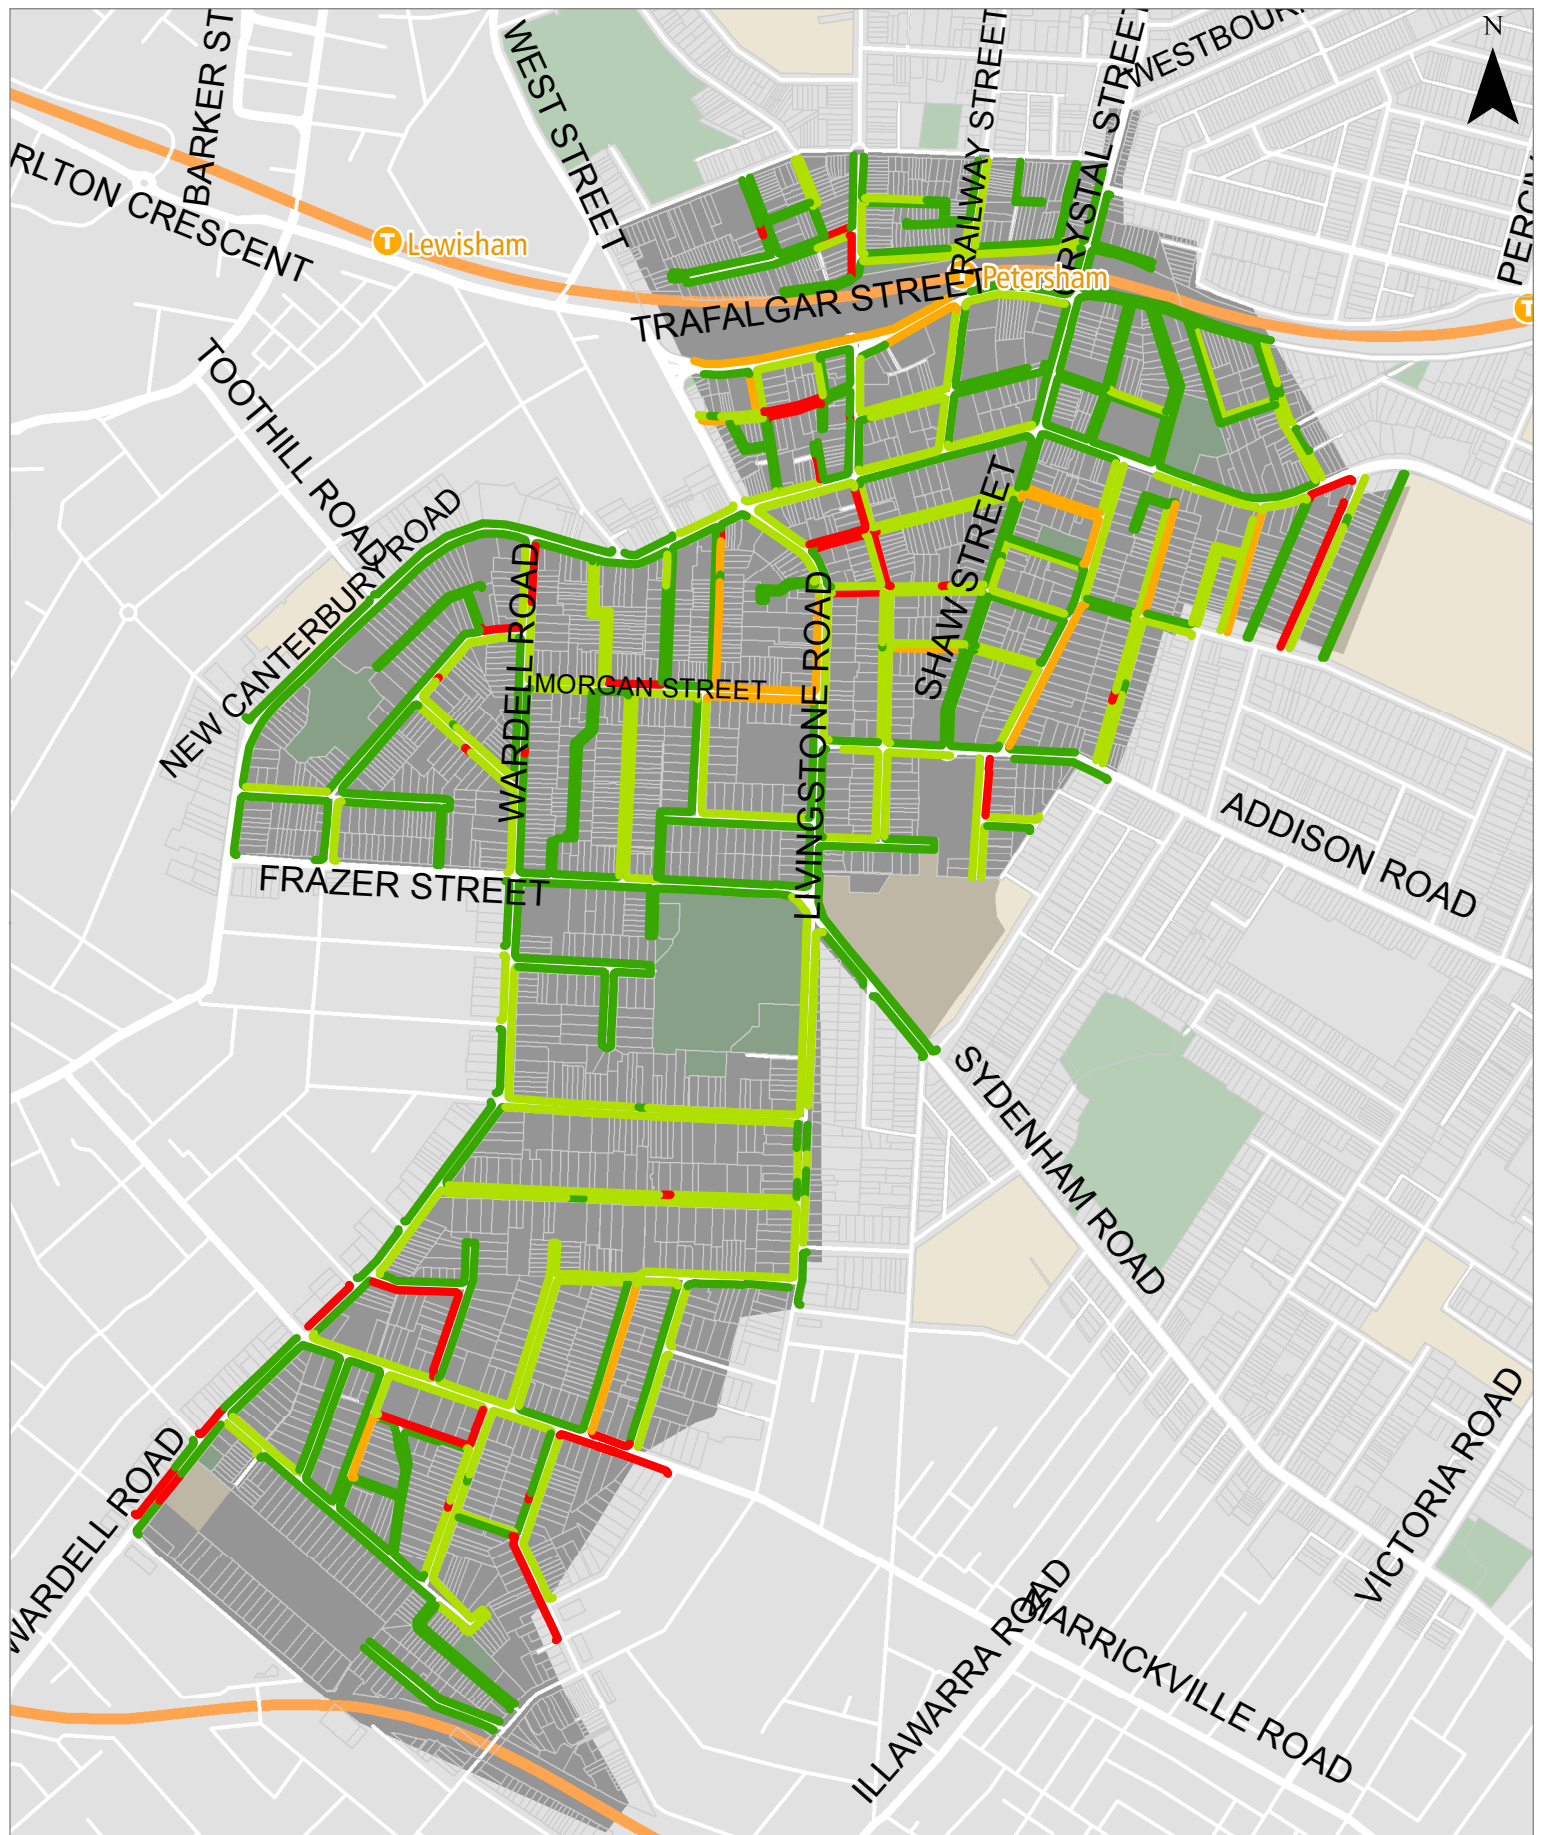 N
BARKER ST
WEST STREET
RAILWAY STREET
CRYSTAL STREET
WESTBOUR
PERCIV
RLTON CRESCENT
Lewisham
Petersham
TRAFALGAR STREET
TOOTHILL ROAD
NEW CANTERBURY ROAD
WARDELL ROAD
MORGAN STREET
LIVINGSTONE ROAD
SHAW STREET
ADDISON ROAD
FRAZER STREET
SYDENHAM ROAD
VICTORIA ROAD
WARDELL ROAD
ILLAWARRA ROAD
MARRICKVILLE ROAD